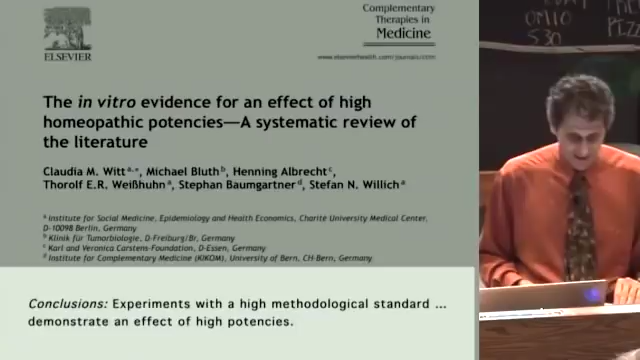 Complementary
Therapies in
Medicine
ELSEVIER
www.elsevierhealth.com/journals/ctim
The in vitro evidence for an effect of high
homeopathic potencies—A systematic review of
the literature
Claudia M. Witt a,*, Michael Bluth b, Henning Albrecht c,
Thorolf E.R. Weißhuhn a, Stephan Baumgartner d, Stefan N. Willich a
a Institute for Social Medicine, Epidemiology and Health Economics, Charité University Medical Center,
D-10098 Berlin, Germany
b Klinik für Tumorbiologie, D-Freiburg/Br, Germany
c Karl and Veronica Carstens-Foundation, D-Essen, Germany
d Institute for Complementary Medicine (KIKOM), University of Bern, CH-Bern, Germany
Conclusions: Experiments with a high methodological standard ...
demonstrate an effect of high potencies.
530